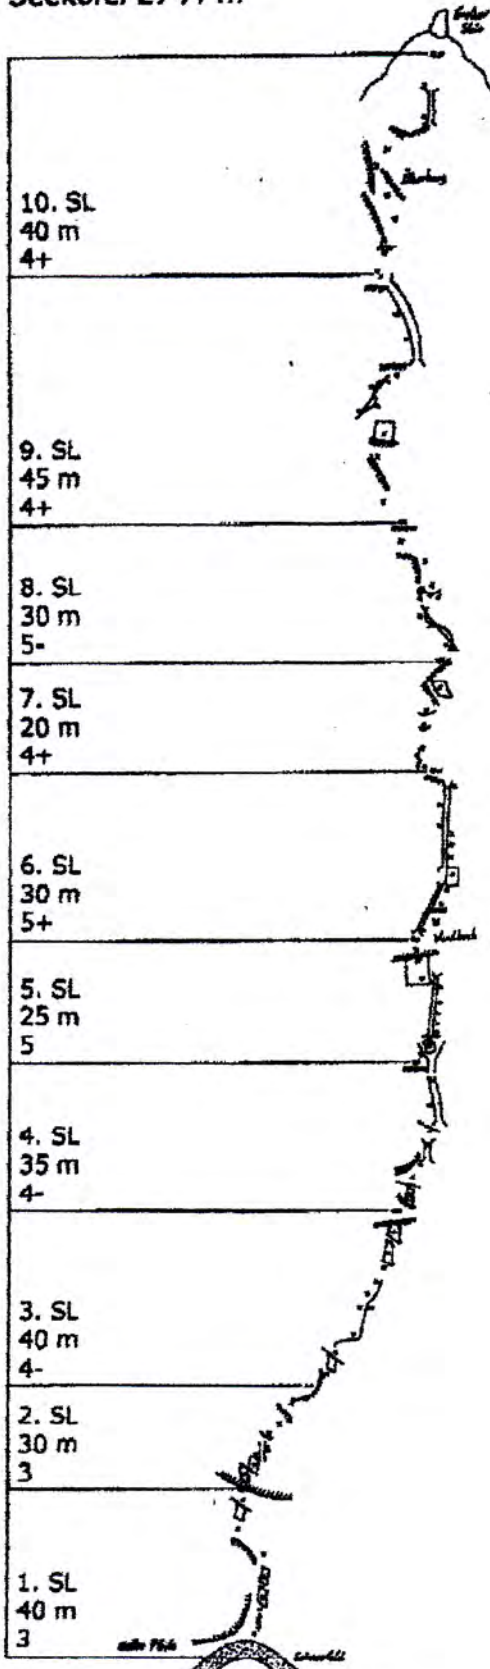 10. SL
40 m
4+
9. SL
45 m
4+
8. SL
30 m
5-
7. SL
20 m
4+
6. SL
30 m
5+
5. SL
25 m
5
4. SL
35 m
4-
3. SL
40 m
4-
2. SL
30 m
3
1. SL
40 m
3